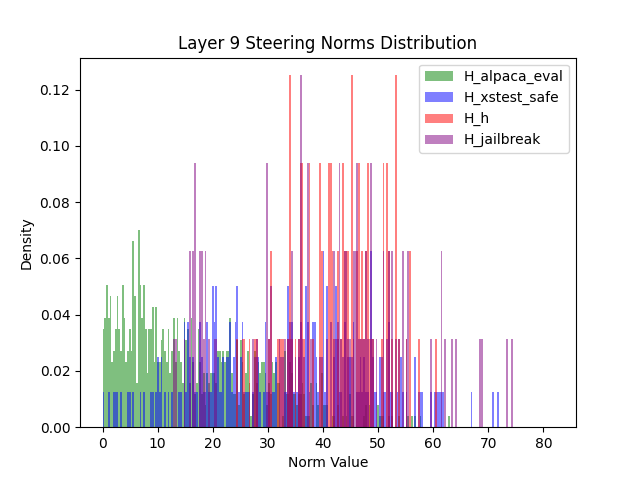 Layer 9 Steering Norms Distribution
H_alpaca_eval
H_xstest_safe
H_h
H_jailbreak
0.12
0.10
0.08
0.06
0.04
0.02
0.00
Density
0 10 20 30 40 50 60 70 80
Norm Value